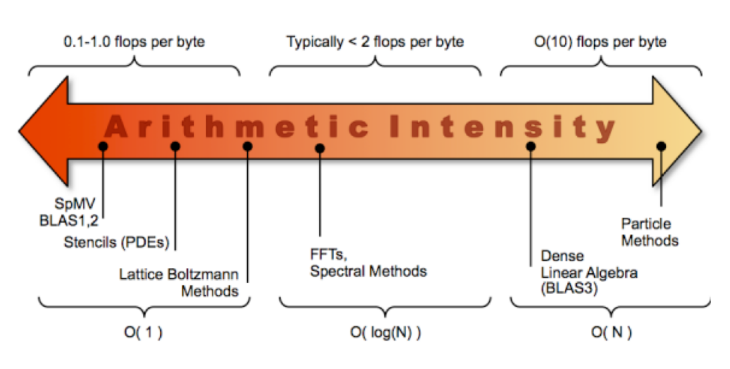 0.1-1.0 flops per byte
Typically < 2 flops per byte
O(10) flops per byte
Arithmetic Intensity
SpMV
BLAS1,2
Stencils (PDEs)
Lattice Boltzmann
Methods
FFTs,
Spectral Methods
Dense
Linear Algebra
(BLAS3)
Particle
Methods
O( 1 )
O( log(N) )
O( N )